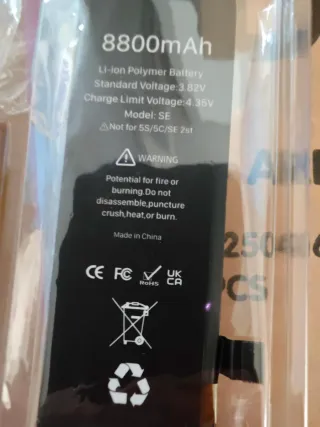 8800mAh
Li-ion Polymer Battery
Standard Voltage:3.82V
Charge Limit Voltage:4.35V
Model: SE
⚠Not for 5S/5C/SE 2st
⚠ WARNING
Potential for fire or
burning.Do not
disassemble,puncture
crush,heat,or burn.
Made in China
CE FC RoHS UK
CA
PCS